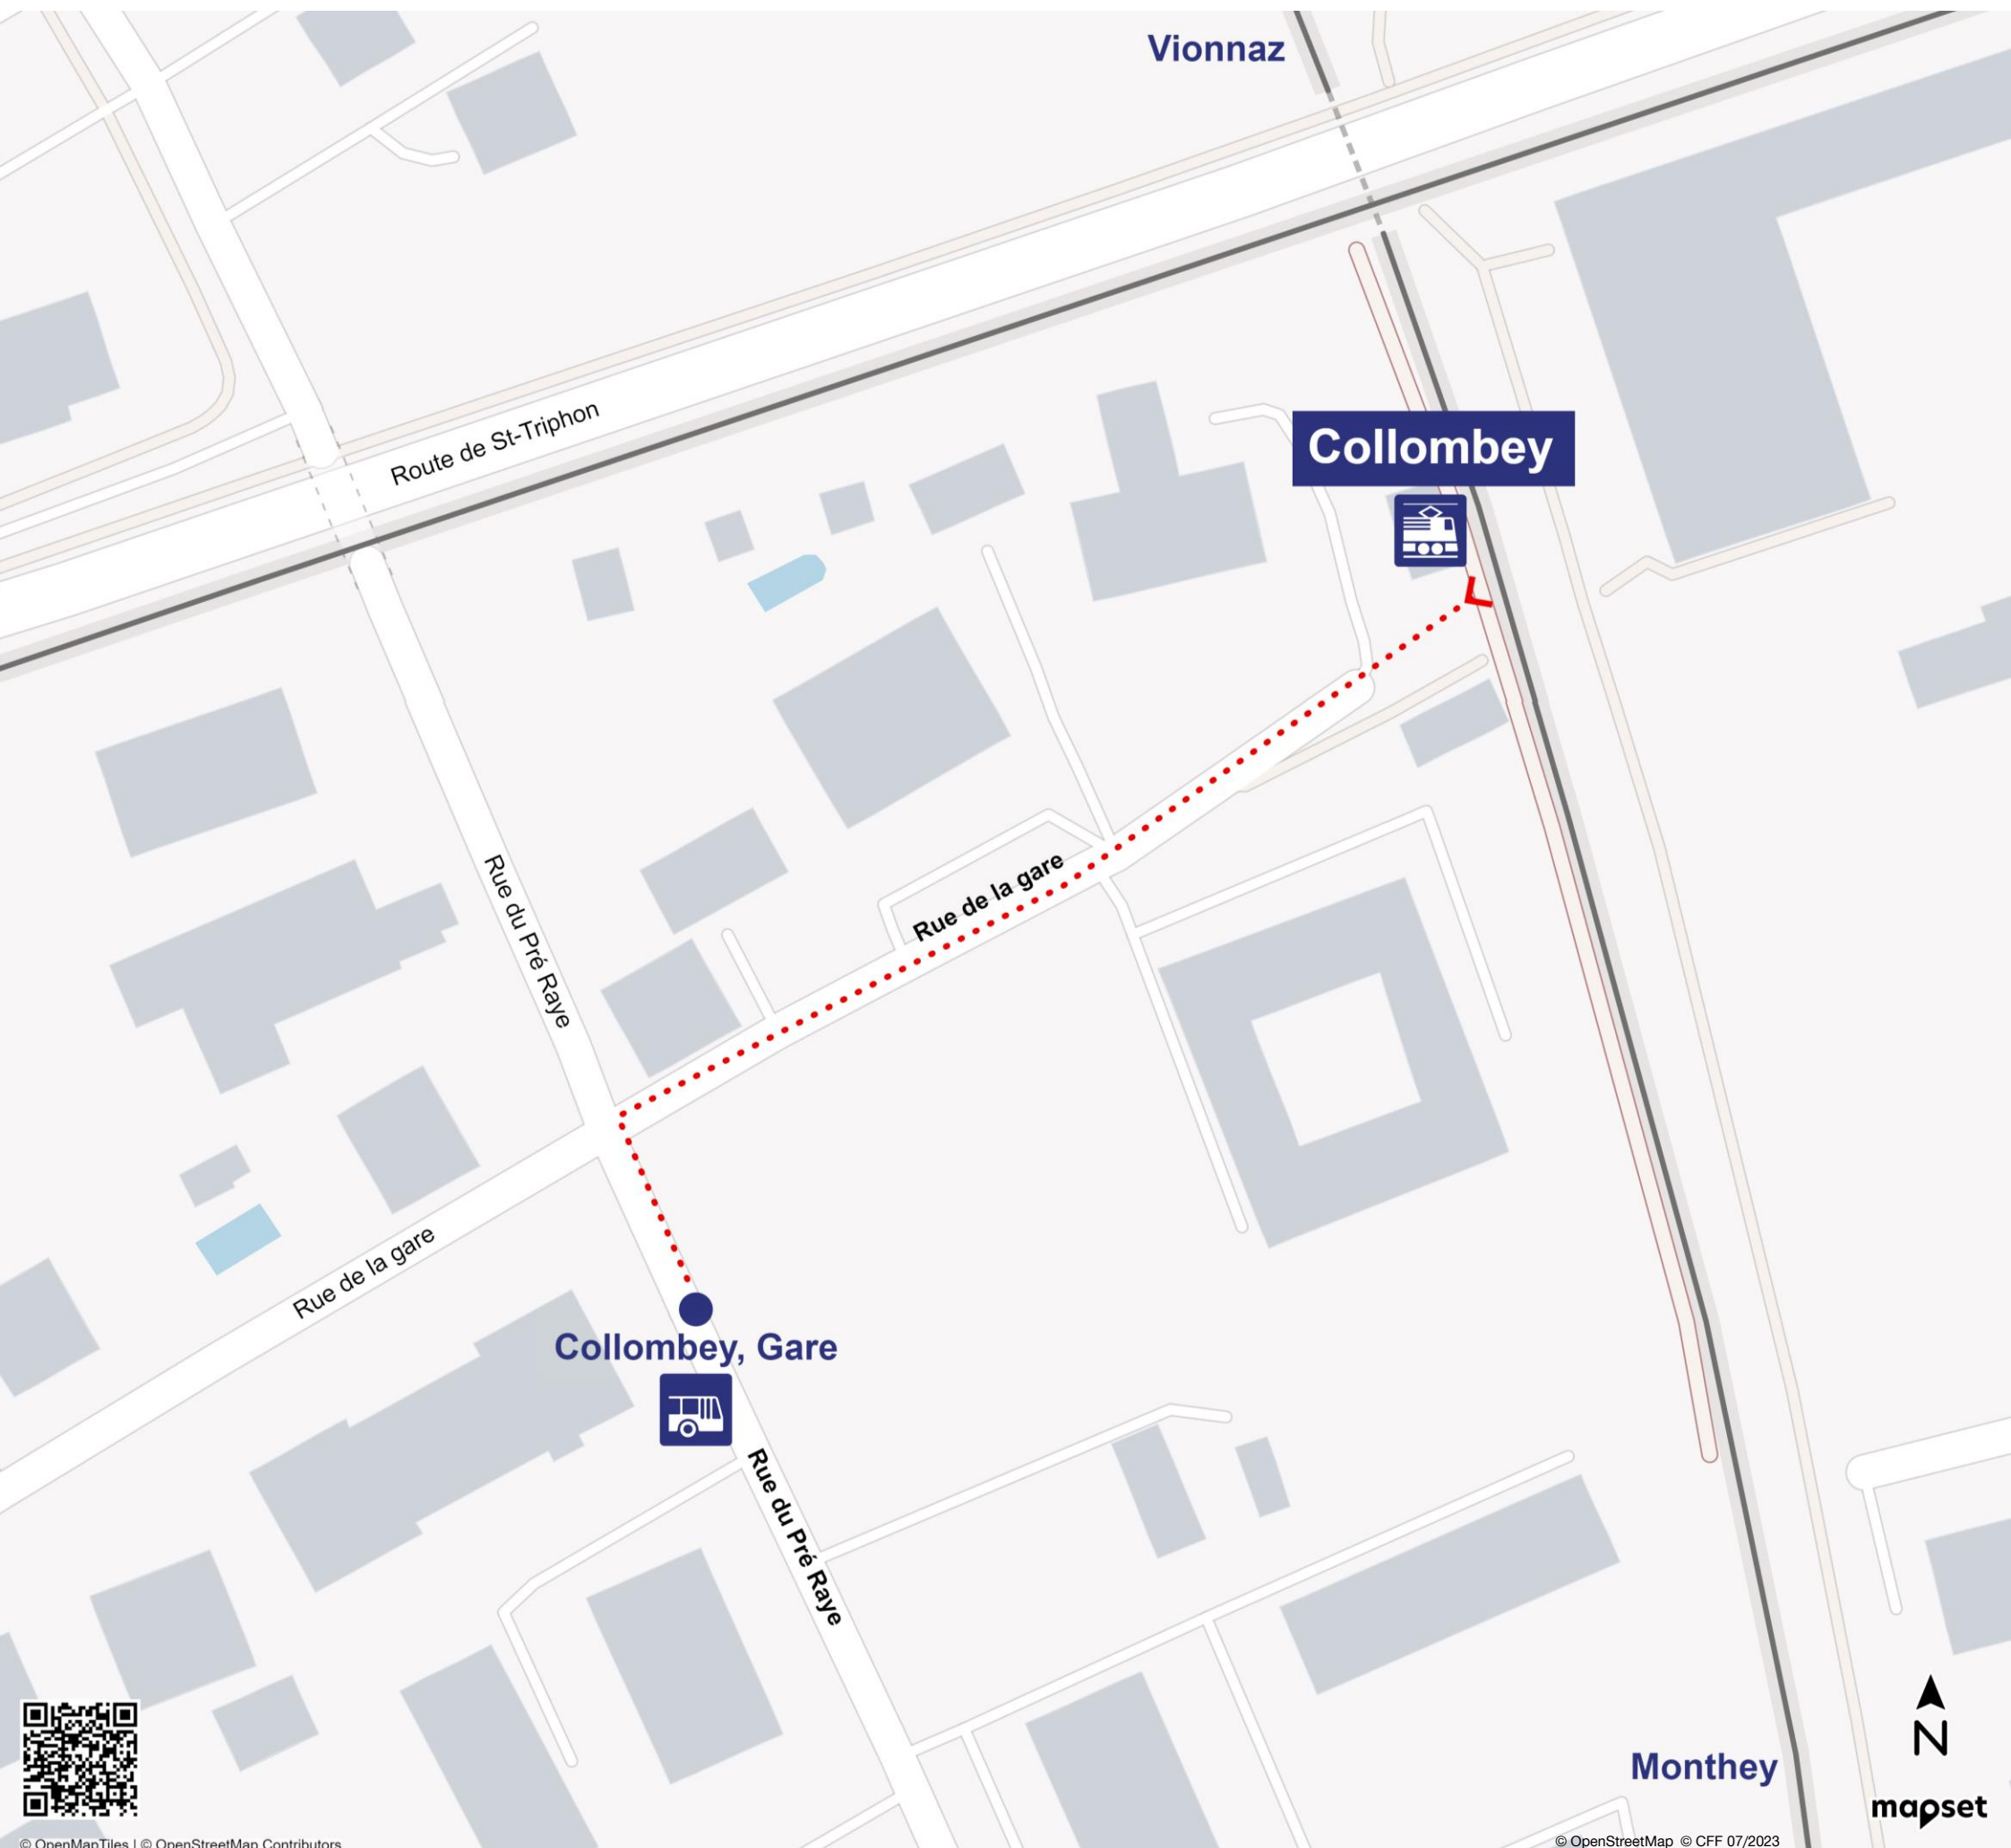 Vionnaz
Route de St-Triphon
Collombey
Rue du Pré Raye
Rue de la gare
Rue de la gare
Collombey, Gare
Rue du Pré Raye
Monthey
N
mapset
© OpenMapTiles | © OpenStreetMap Contributors
© OpenStreetMap © CFF 07/2023